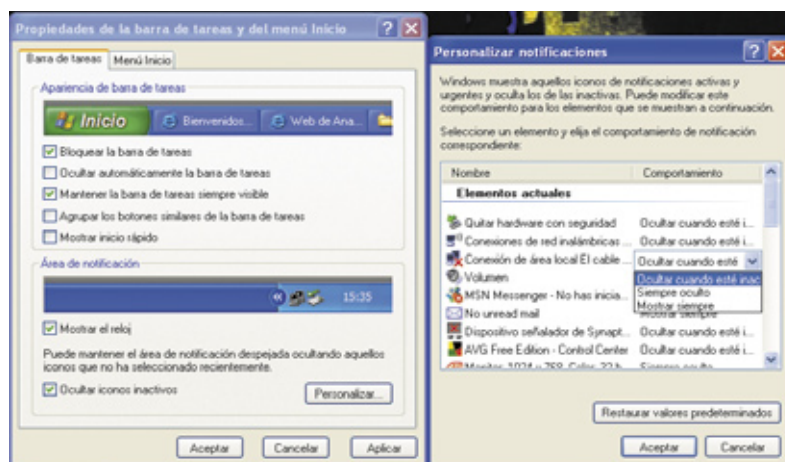 Propiedades de la barra de tareas y del menú Inicio
Barra de tareas
Menú Inicio
Apariencia de barra de tareas
Inicio
Bienvenidos...
Web de Ana...
Bloquear la barra de tareas
Ocultar automáticamente la barra de tareas
Mantener la barra de tareas siempre visible
Agrupar los botones similares de la barra de tareas
Mostrar inicio rápido
Área de notificación
15:35
Mostrar el reloj
Puede mantener el área de notificación despejada ocultando aquellos
iconos que no ha seleccionado recientemente.
Ocultar iconos inactivos
Personalizar...
Aceptar
Cancelar
Aplicar
Personalizar notificaciones
Windows muestra aquellos iconos de notificaciones activas y
urgentes y oculta los de las inactivas. Puede modificar este
comportamiento para los elementos que se muestran a continuación.
Seleccione un elemento y elija el comportamiento de notificación
correspondiente:
Nombre Comportamiento
Elementos actuales
Quitar hardware con seguridad Ocultar cuando esté i...
Conexiones de red inalámbricas ... Ocultar cuando esté i...
Conexión de área local El cable ... Ocultar cuando esté
Volumen Ocultar cuando esté inac
MSN Messenger - No has inicia... Siempre oculto
Mostrar siempre
No unread mail Mostrar siempre
Dispositivo señalador de Synapt... Ocultar cuando esté i...
AVG Free Edition - Control Center Ocultar cuando esté i...
Siempre oculto
Restaurar valores predeterminados
Aceptar
Cancelar